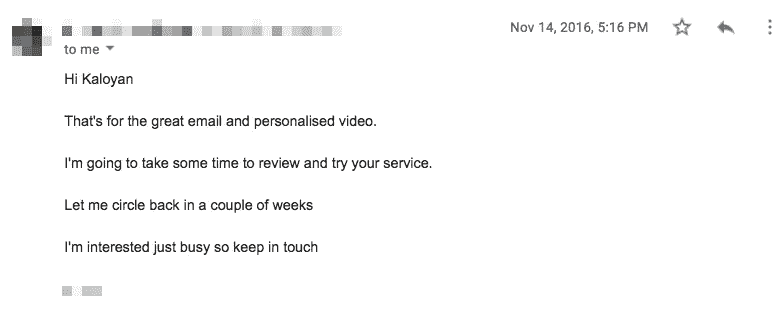 Nov 14, 2016, 5:16 PM
to me
Hi Kaloyan
That's for the great email and personalised video.
I'm going to take some time to review and try your service.
Let me circle back in a couple of weeks
I'm interested just busy so keep in touch